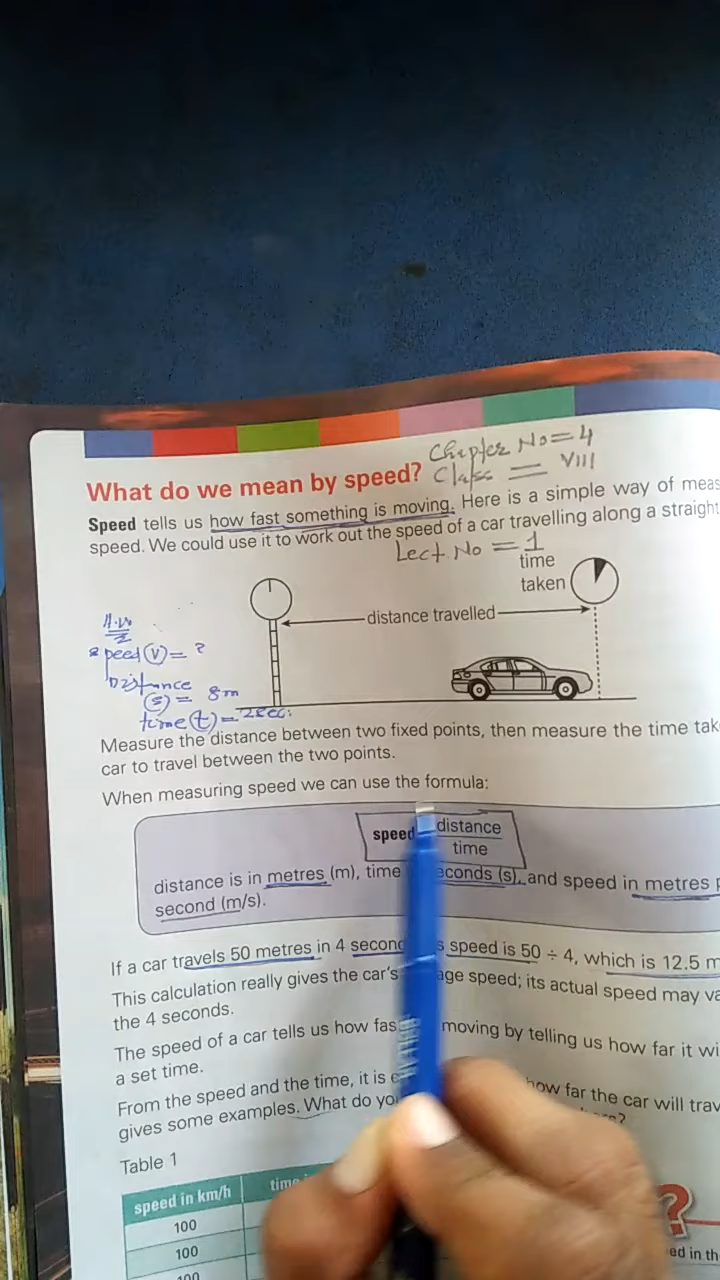 Chapter No = 4
What do we mean by speed? Class = VIII
Speed tells us how fast something is moving. Here is a simple way of meas
speed. We could use it to work out the speed of a car travelling along a straight
Lect No = 1
time
taken
distance travelled
H.W
speed (v) = ?
Distance
(s) = 8m
time (t) = 2sec.
Measure the distance between two fixed points, then measure the time tak
car to travel between the two points.
When measuring speed we can use the formula:
speed distance
time
distance is in metres (m), time econds (s), and speed in metres p
second (m/s).
If a car travels 50 metres in 4 second s speed is 50 ÷ 4, which is 12.5 m
This calculation really gives the car's age speed; its actual speed may va
the 4 seconds.
The speed of a car tells us how fas moving by telling us how far it wi
a set time.
From the speed and the time, it is e how far the car will trav
gives some examples. What do yo
Table 1
speed in km/h time
100
?
100
ed in th
100